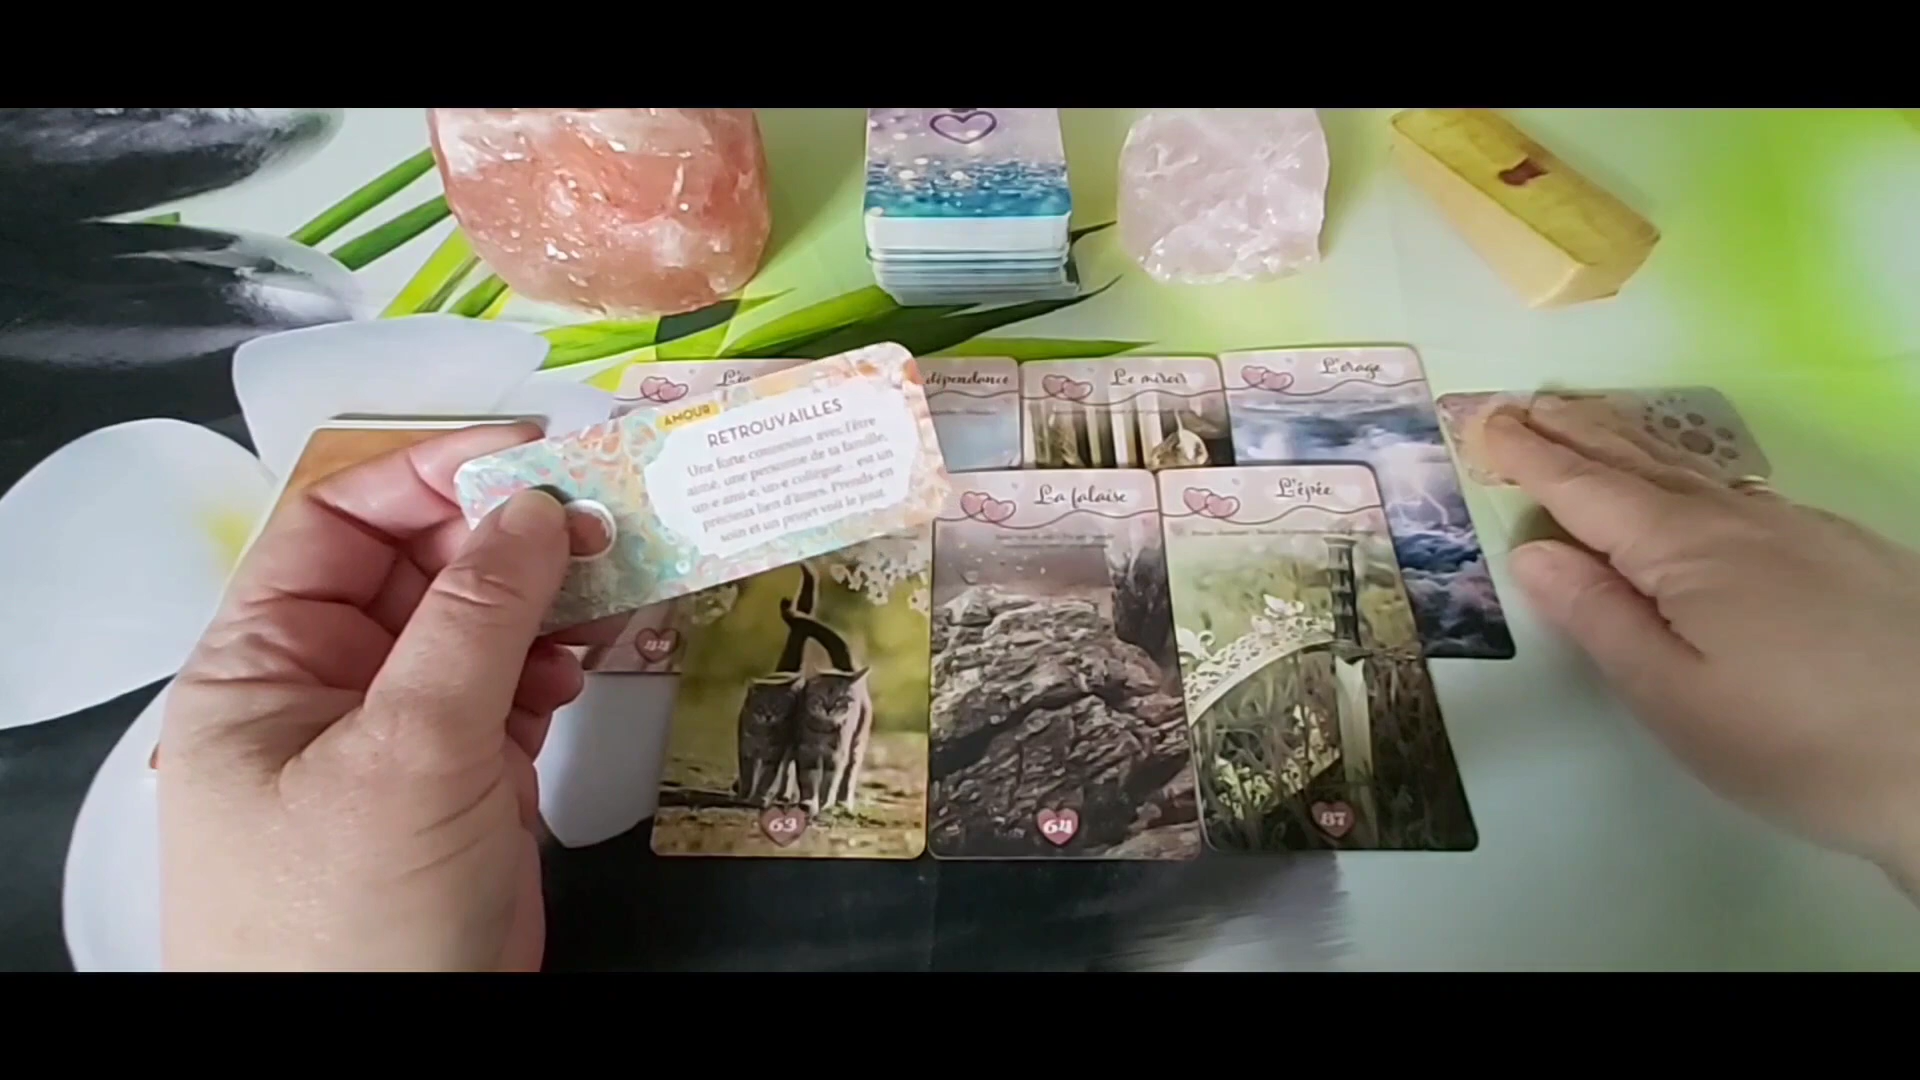 dépendance
Le miroir
L'orage
AMOUR
RETROUVAILLES
Une forte connexion avec l'être
aimé, une personne de ta famille,
un·e ami·e, un·e collègue... est un
précieux lien d'âmes. Prends-en
soin et un projet voit le jour.
La falaise
L'épée
44
63
64
87